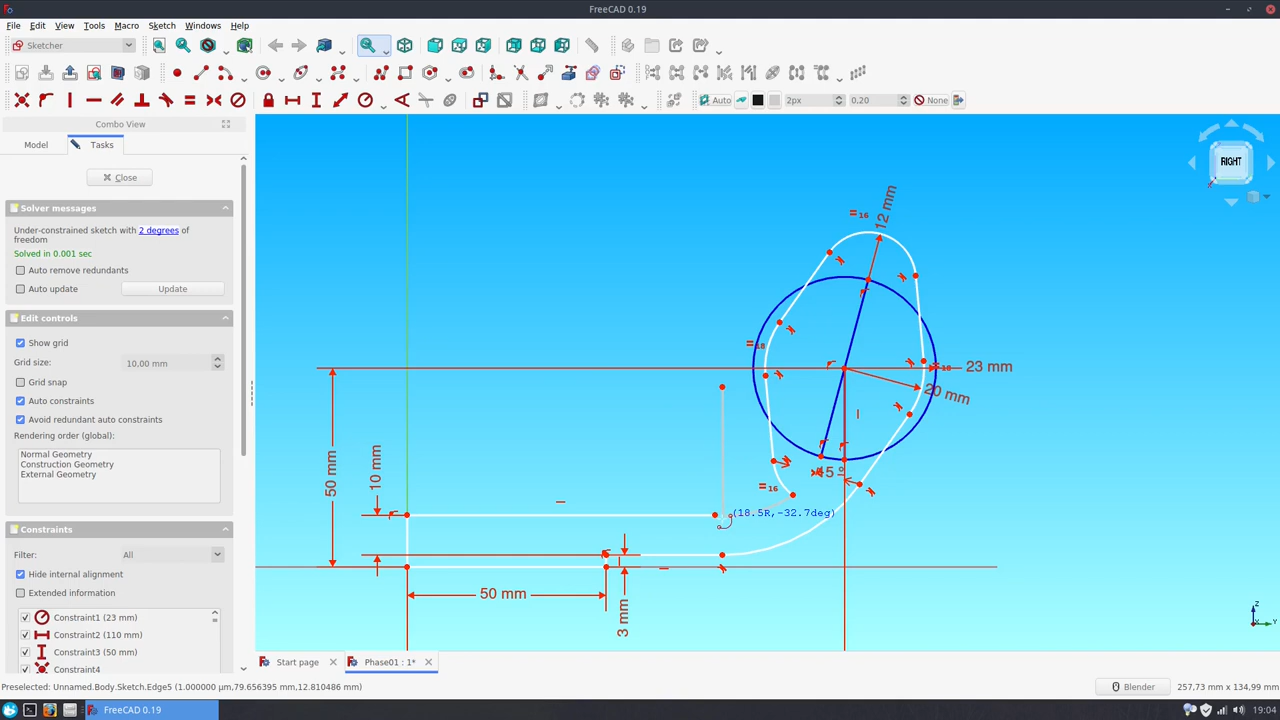 FreeCAD 0.19
File Edit View Tools Macro Sketch Windows Help
Sketcher
Auto 2px 0.20 None
Combo View
Model Tasks
Close
Solver messages
Under-constrained sketch with 2 degrees of
freedom
Solved in 0.001 sec
Auto remove redundants
Auto update Update
Edit controls
Show grid
Grid size: 10,00 mm
Grid snap
Auto constraints
Avoid redundant auto constraints
Rendering order (global):
Normal Geometry
Construction Geometry
External Geometry
Constraints
Filter: All
Hide internal alignment
Extended information
Constraint1 (23 mm)
Constraint2 (110 mm)
Constraint3 (50 mm)
Constraint4
RIGHT
12 mm
16
23 mm
20 mm
16
(18.5R,-32.7deg)
50 mm
10 mm
50 mm
3 mm
Z
Y
Start page Phase01 : 1*
Preselected: Unnamed.Body.Sketch.Edge5 (1.000000 µm,79.656395 mm,12.810486 mm) Blender 257,73 mm x 134,99 mm
FreeCAD 0.19 19:04